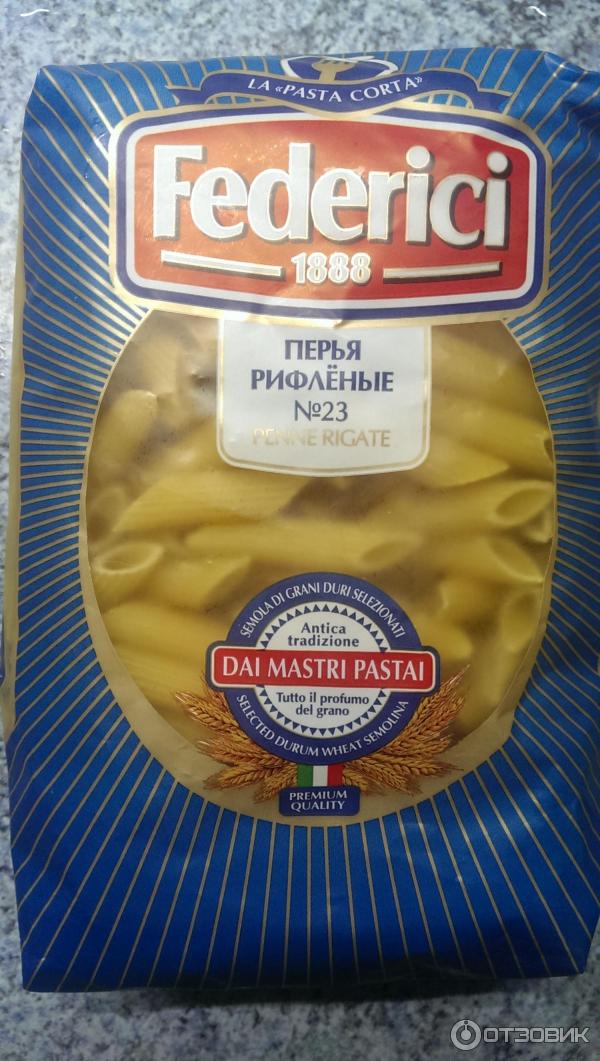 LA «PASTA CORTA»
Federici
1888
ПЕРЬЯ
РИФЛЁНЫЕ
№23
PENNE RIGATE
SEMOLA DI GRANI DURI SELEZIONATI
Antica
tradizione
DAI MASTRI PASTAI
Tutto il profumo
del grano
SELECTED DURUM WHEAT SEMOLINA
PREMIUM
QUALITY
ОТЗОВИК